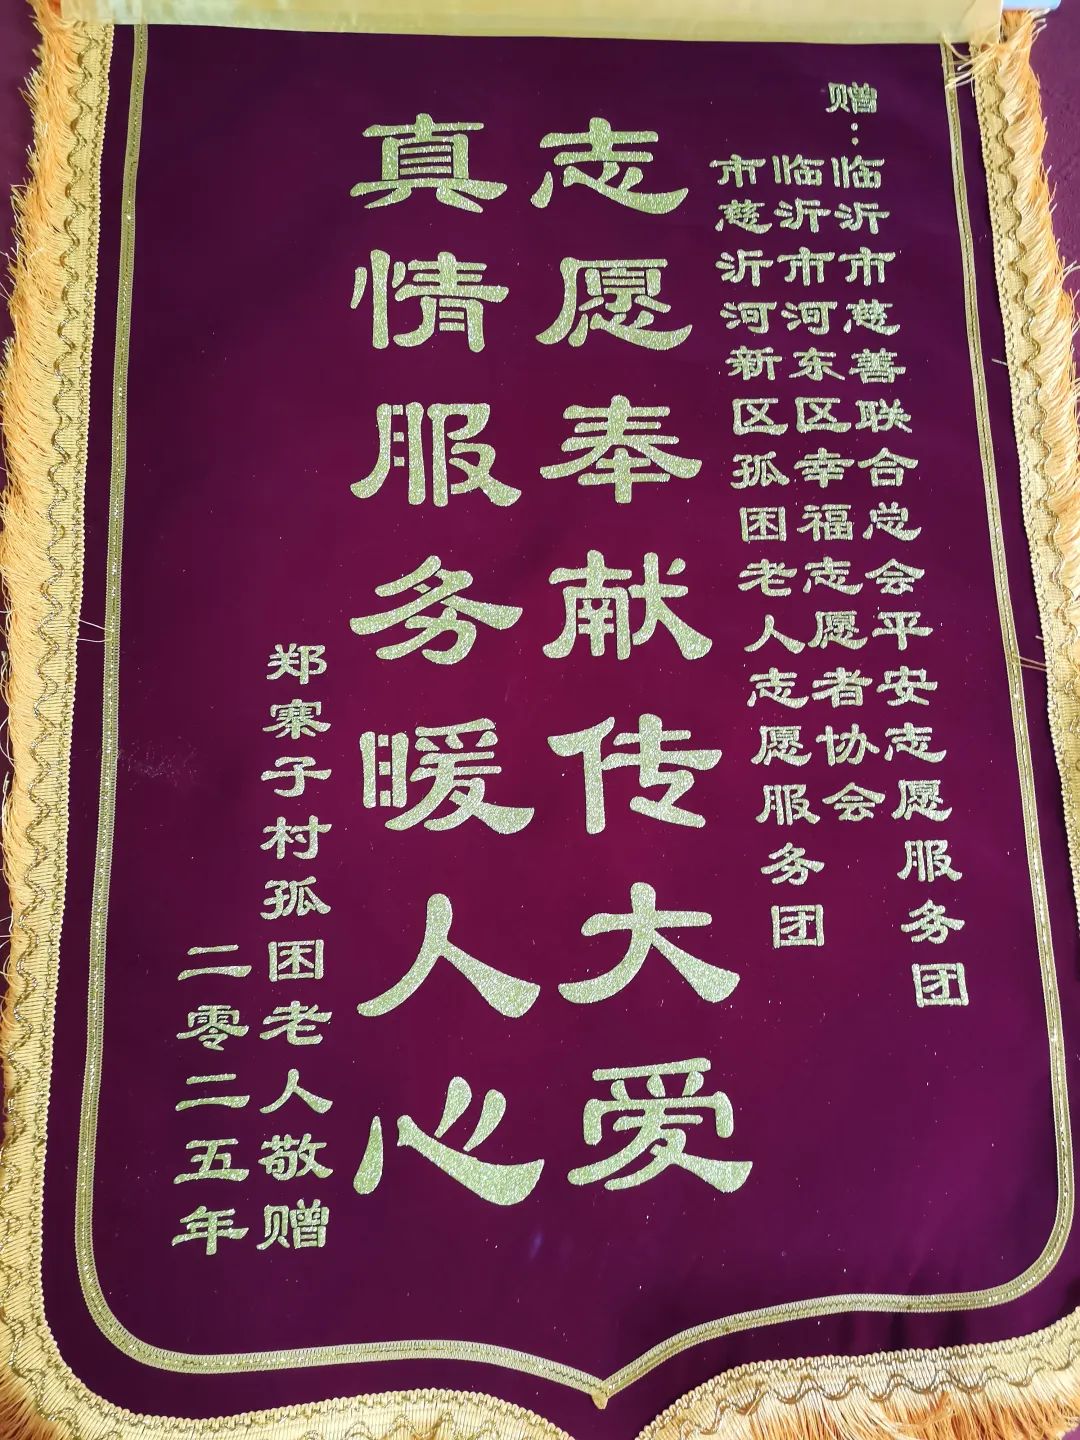 赠：
临沂市慈善联合总会平安志愿服务团
临沂市河东区幸福志愿者协会
市慈沂河新区孤困老人志愿服务团
志愿奉献传大爱
真情服务暖人心
郑寨子村孤困老人敬赠
二零二五年